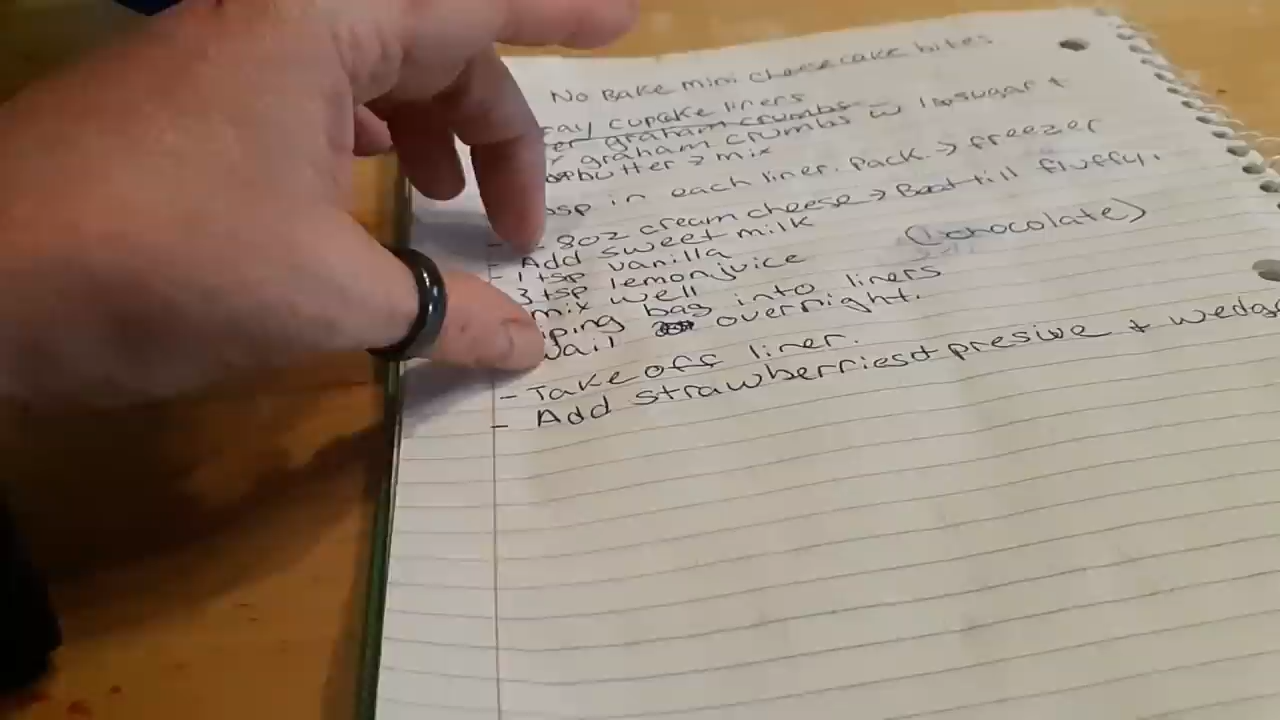 No Bake mini cheesecake bites
cupcake liners
graham crumbs
graham crumbs w sugar +
butter > mix
in each liner. Pack. → freezer
8oz cream cheese → Beat till fluffy.
Add sweet milk
1 tsp vanilla (chocolate)
3 tsp lemon juice
mix well
bag into liners
overnight.
- Take off liner.
- Add strawberries + presive + wedge